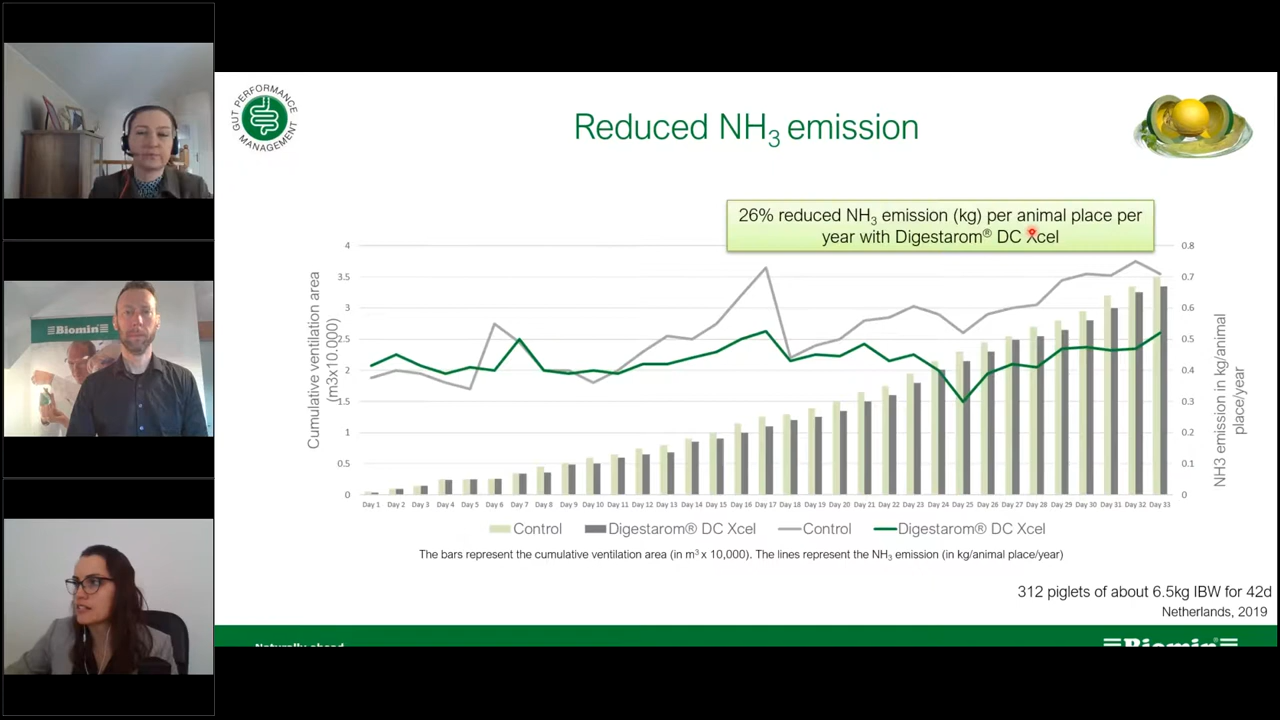 GUT PERFORMANCE
MANAGEMENT
Reduced NH3 emission
26% reduced NH3 emission (kg) per animal place per
year with Digestarom® DC Xcel
Cumulative ventilation area
(m3x10.000)
4
3.5
3
2.5
2
1.5
1
0.5
0
0.8
0.7
0.6
0.5
0.4
0.3
0.2
0.1
0
NH3 emission in kg/animal
place/year
Day 1 Day 2 Day 3 Day 4 Day 5 Day 6 Day 7 Day 8 Day 9 Day 10 Day 11 Day 12 Day 13 Day 14 Day 15 Day 16 Day 17 Day 18 Day 19 Day 20 Day 21 Day 22 Day 23 Day 24 Day 25 Day 26 Day 27 Day 28 Day 29 Day 30 Day 31 Day 32 Day 33
Control Digestarom® DC Xcel Control Digestarom® DC Xcel
The bars represent the cumulative ventilation area (in m³ x 10,000). The lines represent the NH3 emission (in kg/animal place/year)
312 piglets of about 6.5kg IBW for 42d
Netherlands, 2019
Naturally ahead
Biomin®
Biomin